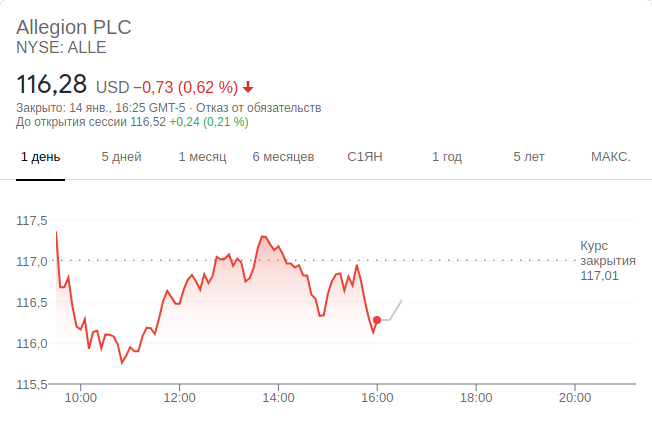 Allegion PLC
NYSE: ALLE
116,28 USD −0,73 (0,62 %)
Закрыто: 14 янв., 16:25 GMT-5 · Отказ от обязательств
До открытия сессии 116,52 +0,24 (0,21 %)
1 день 5 дней 1 месяц 6 месяцев С1ЯН 1 год 5 лет МАКС.
117,5
117,0
116,5
116,0
115,5
Курс
закрытия
117,01
10:00 12:00 14:00 16:00 18:00 20:00